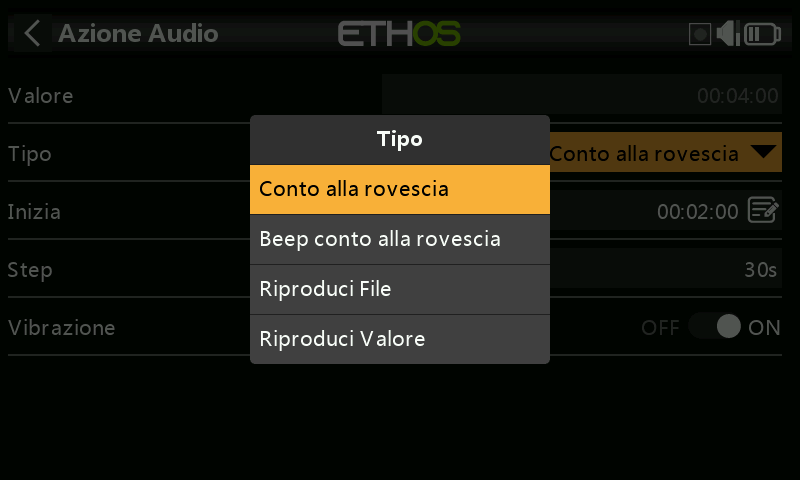 Azione Audio
ETHOS
Valore
00:04:00
Tipo
Tipo
Conto alla rovescia
Conto alla rovescia
Inizia
00:02:00
Beep conto alla rovescia
Step
30s
Riproduci File
Vibrazione
OFF
ON
Riproduci Valore